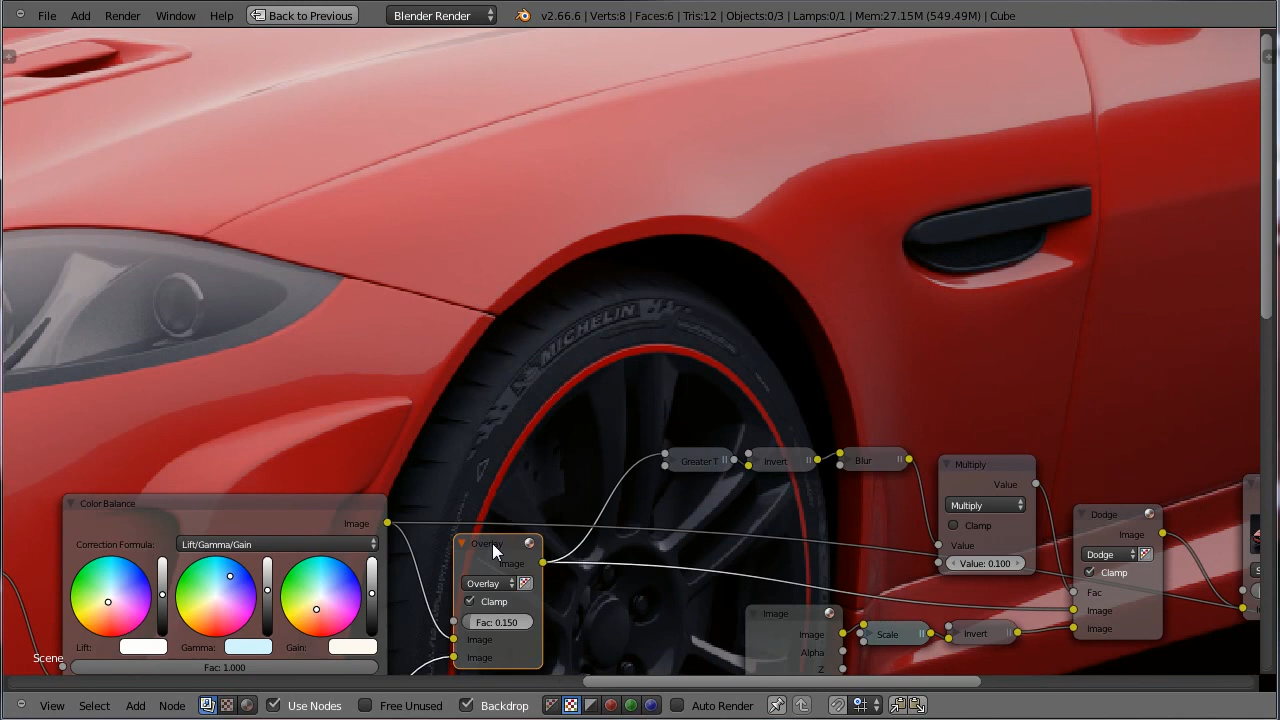 File Add Render Window Help Back to Previous Blender Render v2.66.6 | Verts:8 | Faces:6 | Tris:12 | Objects:0/3 | Lamps:0/1 | Mem:27.15M (549.49M) | Cube
MICHELIN
Greater T
Invert
Blur
Multiply
Value
Multiply
Clamp
Value
Value: 0.100
Color Balance
Image
Correction Formula: Lift/Gamma/Gain
Lift: Gamma: Gain:
Fac: 1.000
Scene
Overlay
Image
Overlay
Clamp
Fac: 0.150
Image
Image
Image
Image
Alpha
Z
Scale
Invert
Dodge
Image
Dodge
Clamp
Fac
Image
Image
View Select Add Node Use Nodes Free Unused Backdrop Auto Render